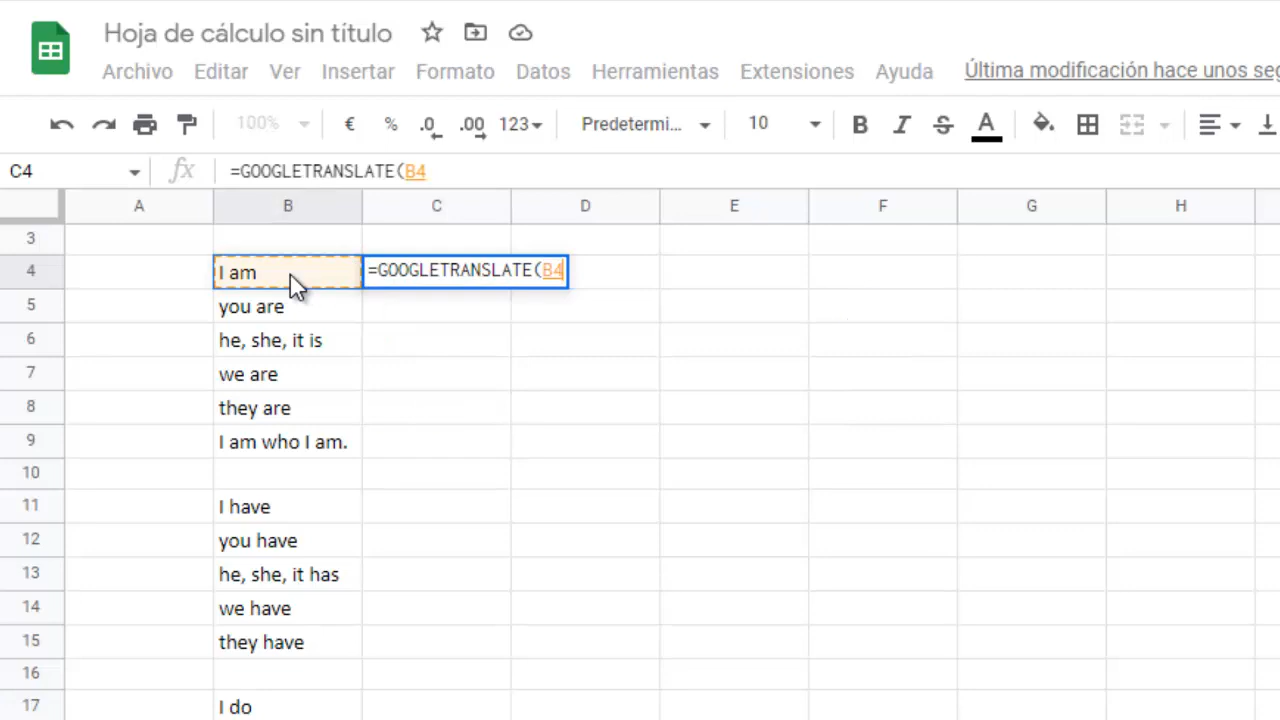 Hoja de cálculo sin título
Archivo Editar Ver Insertar Formato Datos Herramientas Extensiones Ayuda Última modificación hace unos seg
100% € % .0 .00 123 Predetermi... 10 B I S A
C4 fx =GOOGLETRANSLATE(B4
A B C D E F G H
3
4 I am =GOOGLETRANSLATE(B4
5 you are
6 he, she, it is
7 we are
8 they are
9 I am who I am.
10
11 I have
12 you have
13 he, she, it has
14 we have
15 they have
16
17 I do